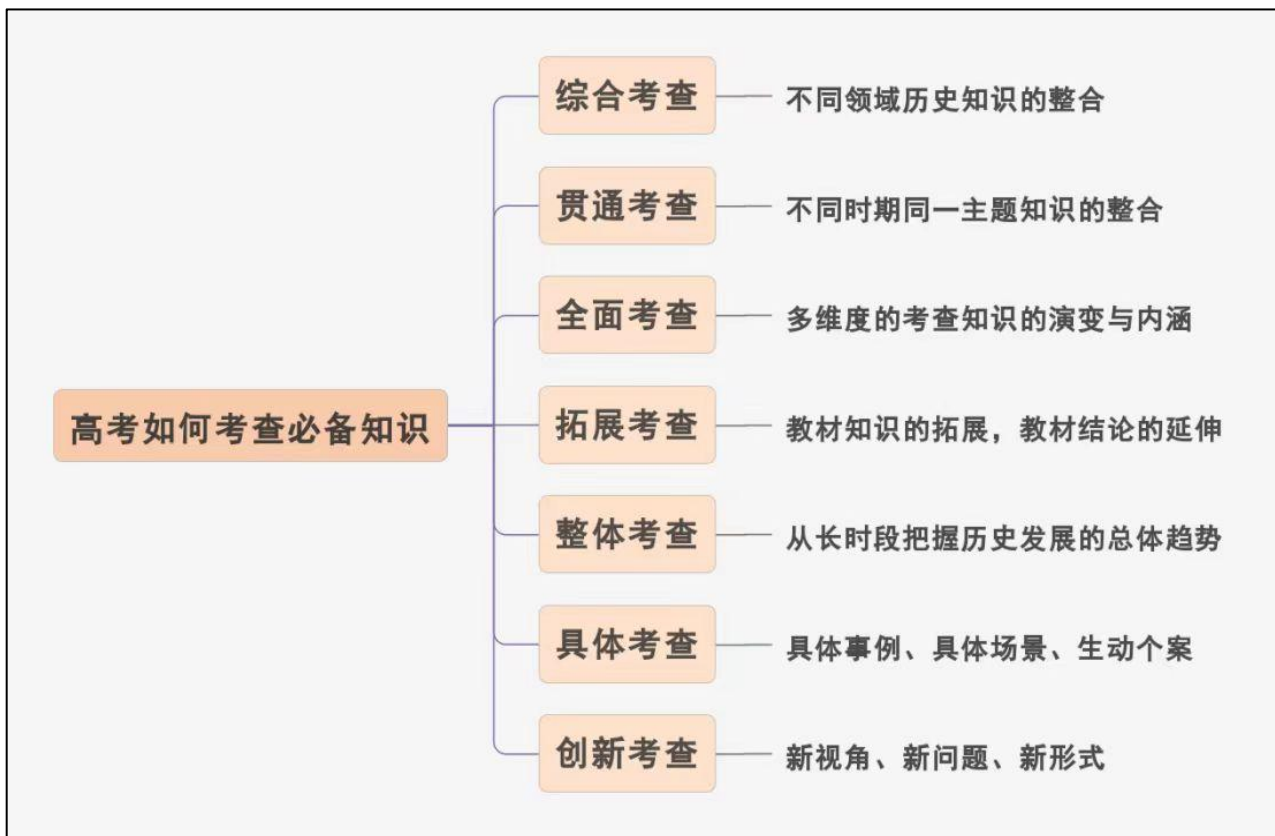 综合考查
不同领域历史知识的整合
贯通考查
不同时期同一主题知识的整合
全面考查
多维度的考查知识的演变与内涵
高考如何考查必备知识
拓展考查
教材知识的拓展，教材结论的延伸
整体考查
从长时段把握历史发展的总体趋势
具体考查
具体事例、具体场景、生动个案
创新考查
新视角、新问题、新形式